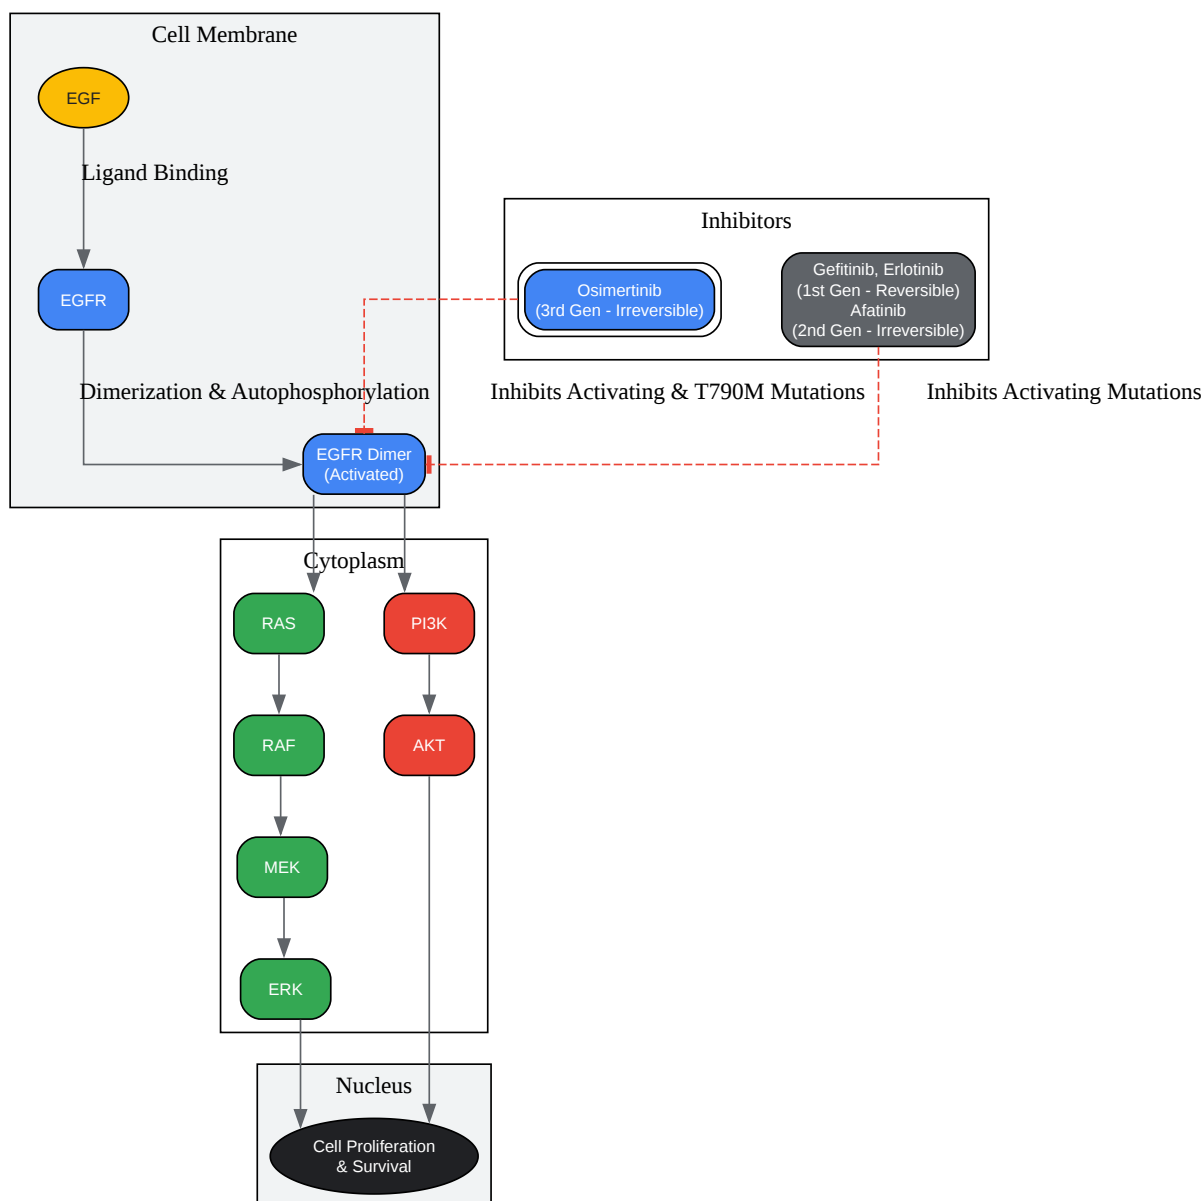 Cell Membrane
EGF
Ligand Binding
Inhibitors
EGFR
Osimertinib
(3rd Gen - Irreversible)
Gefitinib, Erlotinib
(1st Gen - Reversible)
Afatinib
(2nd Gen - Irreversible)
Dimerization & Autophosphorylation
Inhibits Activating & T790M Mutations
Inhibits Activating Mutations
EGFR Dimer
(Activated)
Cytoplasm
RAS
PI3K
RAF
AKT
MEK
ERK
Nucleus
Cell Proliferation
& Survival